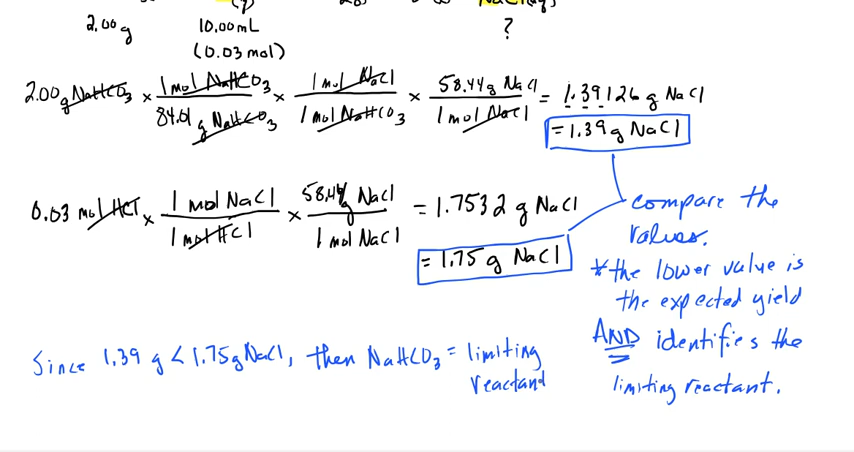 2.00 g 10.00 mL ?
(0.03 mol)
2.00 g NaHCO3 × 1 mol NaHCO3 / 84.01 g NaHCO3 × 1 mol NaCl / 1 mol NaHCO3 × 58.44 g NaCl / 1 mol NaCl = 1.39126 g NaCl
= 1.39 g NaCl
0.03 mol HCl × 1 mol NaCl / 1 mol HCl × 58.44 g NaCl / 1 mol NaCl = 1.7532 g NaCl
= 1.75 g NaCl
compare the
values.
* the lower value is
the expected yield
AND identifies the
limiting reactant.
Since 1.39 g < 1.75 g NaCl, then NaHCO3 = limiting
reactand